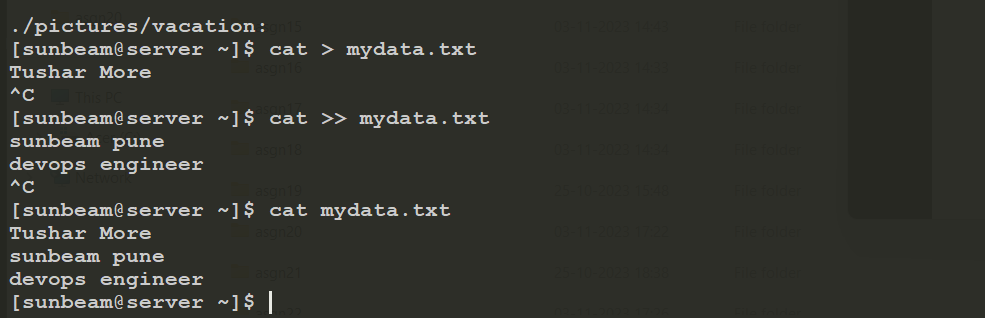 ./pictures/vacation:
[sunbeam@server ~]$ cat > mydata.txt
Tushar More
^C
[sunbeam@server ~]$ cat >> mydata.txt
sunbeam pune
devops engineer
^C
[sunbeam@server ~]$ cat mydata.txt
Tushar More
sunbeam pune
devops engineer
[sunbeam@server ~]$